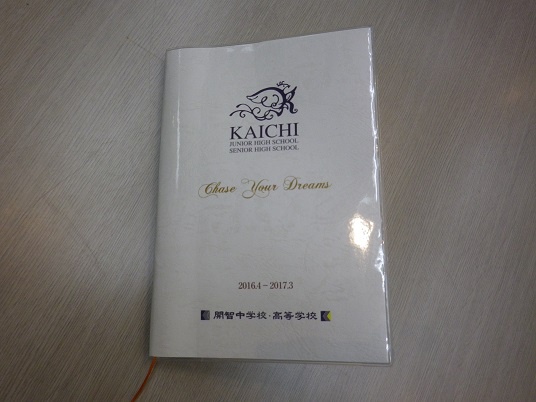 KAICHI
JUNIOR HIGH SCHOOL
SENIOR HIGH SCHOOL
Chase Your Dreams
2016.4－2017.3
開智中学校・高等学校